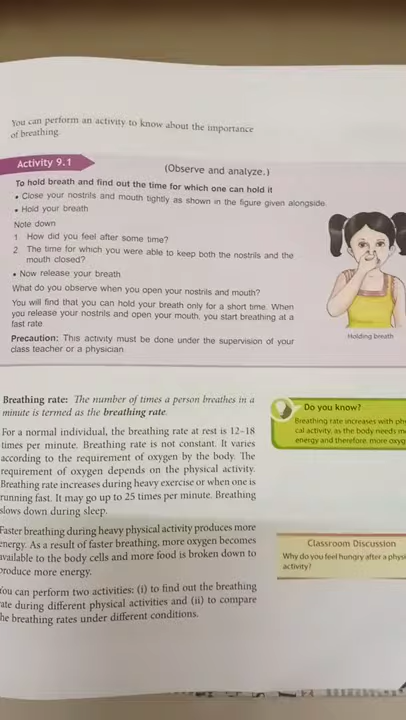 You can perform an activity to know about the importance
of breathing.
Activity 9.1
(Observe and analyze.)
To hold breath and find out the time for which one can hold it
• Close your nostrils and mouth tightly as shown in the figure given alongside.
• Hold your breath
Note down
1. How did you feel after some time?
2. The time for which you were able to keep both the nostrils and the
mouth closed?
• Now release your breath
What do you observe when you open your nostrils and mouth?
You will find that you can hold your breath only for a short time. When
you release your nostrils and open your mouth, you start breathing at a
fast rate
Precaution: This activity must be done under the supervision of your
class teacher or a physician
Holding breath
Breathing rate: The number of times a person breathes in a
minute is termed as the breathing rate.
For a normal individual, the breathing rate at rest is 12–18
times per minute. Breathing rate is not constant. It varies
according to the requirement of oxygen by the body. The
requirement of oxygen depends on the physical activity.
Breathing rate increases during heavy exercise or when one is
running fast. It may go up to 25 times per minute. Breathing
slows down during sleep.
Faster breathing during heavy physical activity produces more
energy. As a result of faster breathing, more oxygen becomes
available to the body cells and more food is broken down to
produce more energy.
You can perform two activities: (i) to find out the breathing
rate during different physical activities and (ii) to compare
the breathing rates under different conditions.
Do you know?
Breathing rate increases with phy
cal activity, as the body needs m
energy and therefore, more oxyg
Classroom Discussion
Why do you feel hungry after a physi
activity?